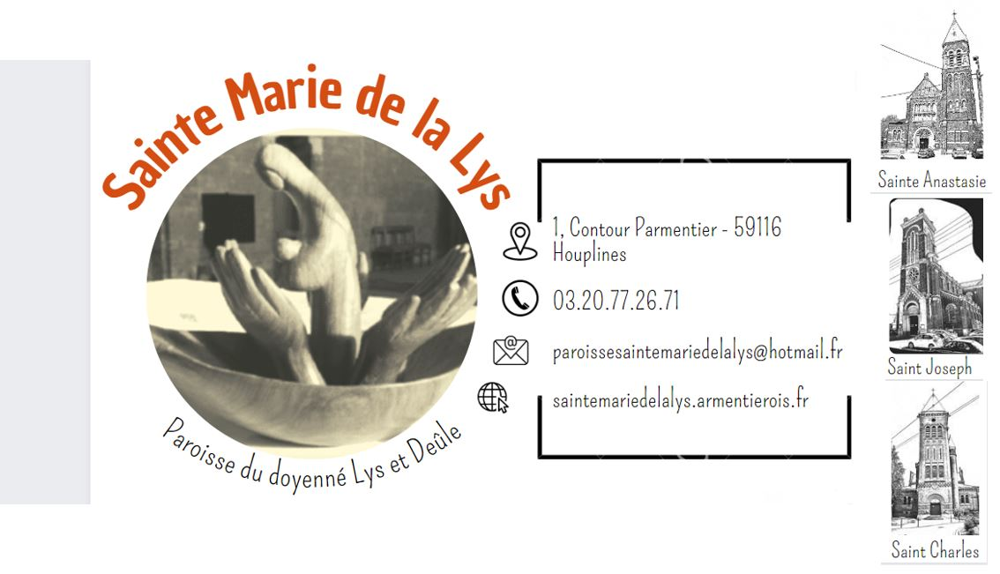 Sainte Marie de la Lys
Paroisse du doyenné Lys et Deûle
1, Contour Parmentier - 59116
Houplines
03.20.77.26.71
paroissesaintemariedelalys@hotmail.fr
saintemariedelalys.armentierois.fr
Sainte Anastasie
Saint Joseph
Saint Charles